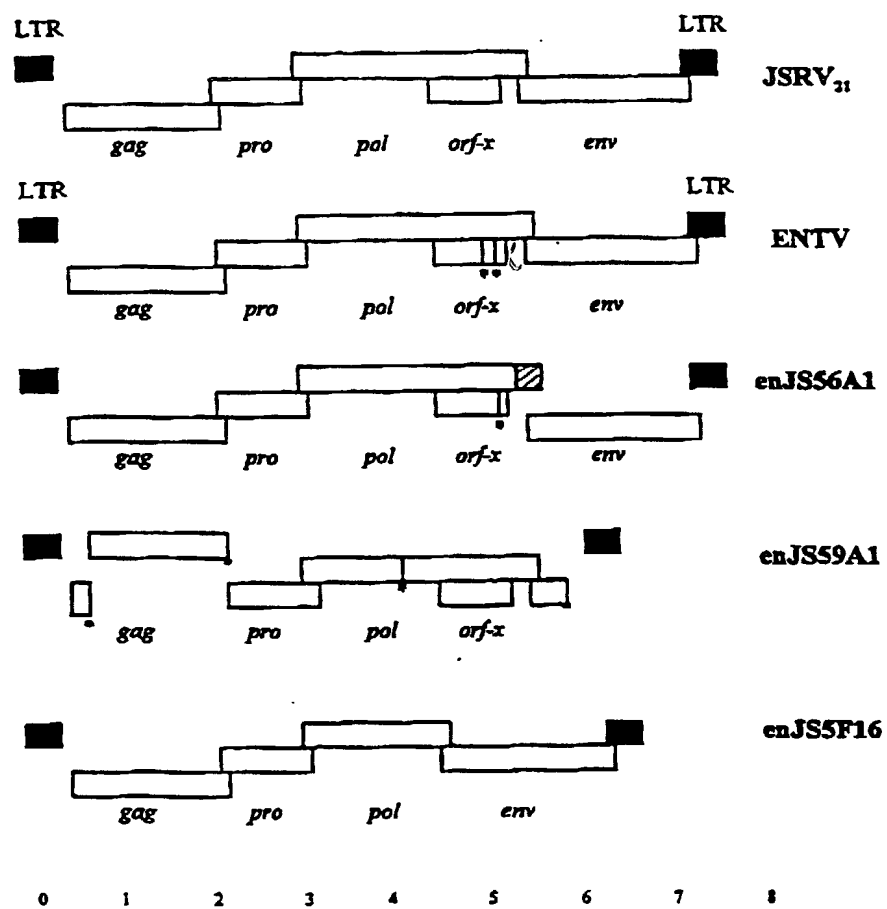 LTR LTR
JSRV21
gag pro pol orf-x env
LTR LTR
ENTV
* *
gag pro pol orf-x env
enJS56A1
*
gag pro pol orf-x env
enJS59A1
*
* *
gag pro pol orf-x
enJS5F16
gag pro pol env
0 1 2 3 4 5 6 7 8